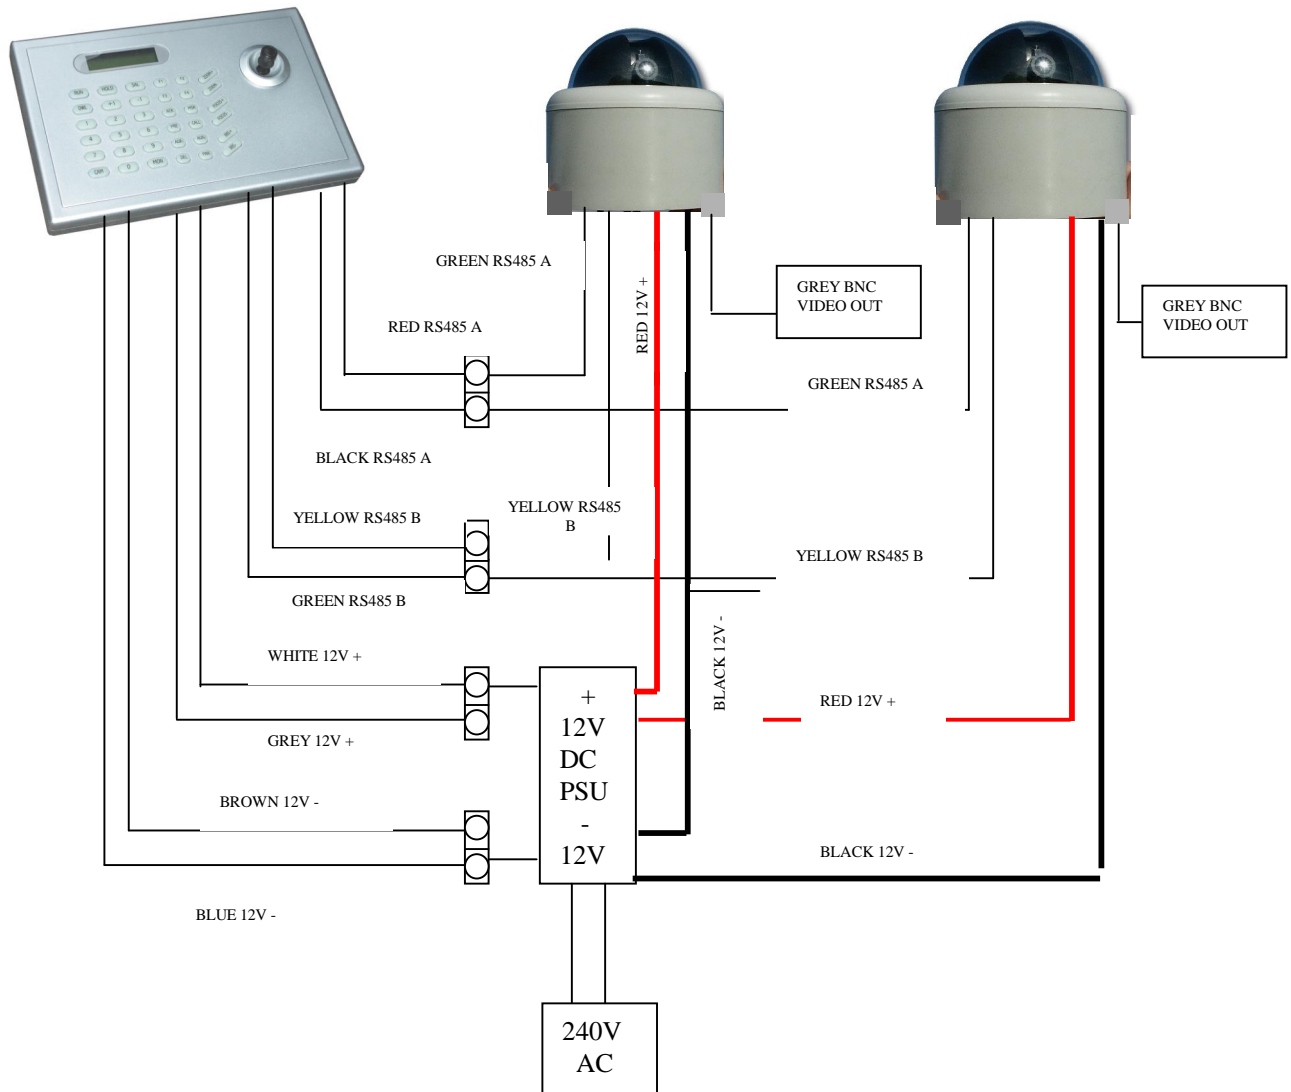 GREEN RS485 A
RED 12V +
GREY BNC
VIDEO OUT
GREY BNC
VIDEO OUT
RED RS485 A
GREEN RS485 A
BLACK RS485 A
YELLOW RS485 B
YELLOW RS485
B
YELLOW RS485 B
GREEN RS485 B
WHITE 12V +
BLACK 12V -
+
12V
DC
PSU
-
12V
RED 12V +
GREY 12V +
BROWN 12V -
BLACK 12V -
BLUE 12V -
240V
AC